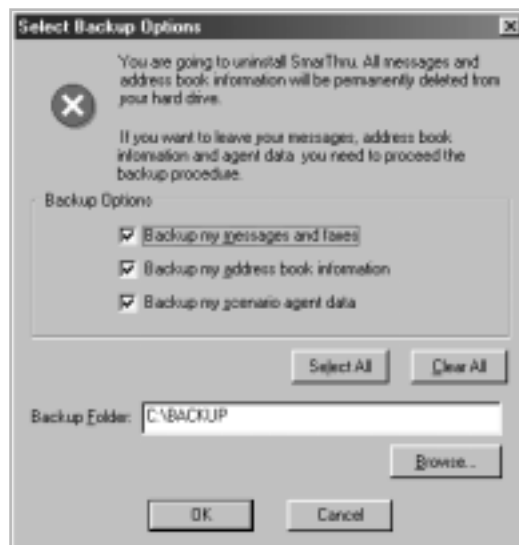 Select Backup Options
You are going to uninstall SmarThru. All messages and
address book information will be permanently deleted from
your hard drive.
If you want to leave your messages, address book
information and agent data you need to proceed the
backup procedure.
Backup Options
Backup my messages and faxes
Backup my address book information
Backup my scenario agent data
Select All
Clear All
Backup Folder: C:\BACKUP
Browse...
OK
Cancel